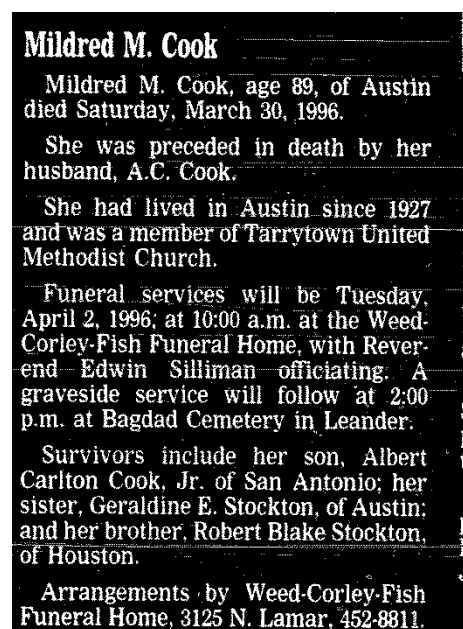 Mildred M. Cook
Mildred M. Cook, age 89, of Austin
died Saturday, March 30, 1996.
She was preceded in death by her
husband, A.C. Cook.
She had lived in Austin since 1927
and was a member of Tarrytown United
Methodist Church.
Funeral services will be Tuesday,
April 2, 1996, at 10:00 a.m. at the Weed-
Corley-Fish Funeral Home, with Rever-
end Edwin Silliman officiating. A
graveside service will follow at 2:00
p.m. at Bagdad Cemetery in Leander.
Survivors include her son, Albert
Carlton Cook, Jr. of San Antonio; her
sister, Geraldine E. Stockton, of Austin;
and her brother, Robert Blake Stockton,
of Houston.
Arrangements by Weed-Corley-Fish
Funeral Home, 3125 N. Lamar, 452-8811.